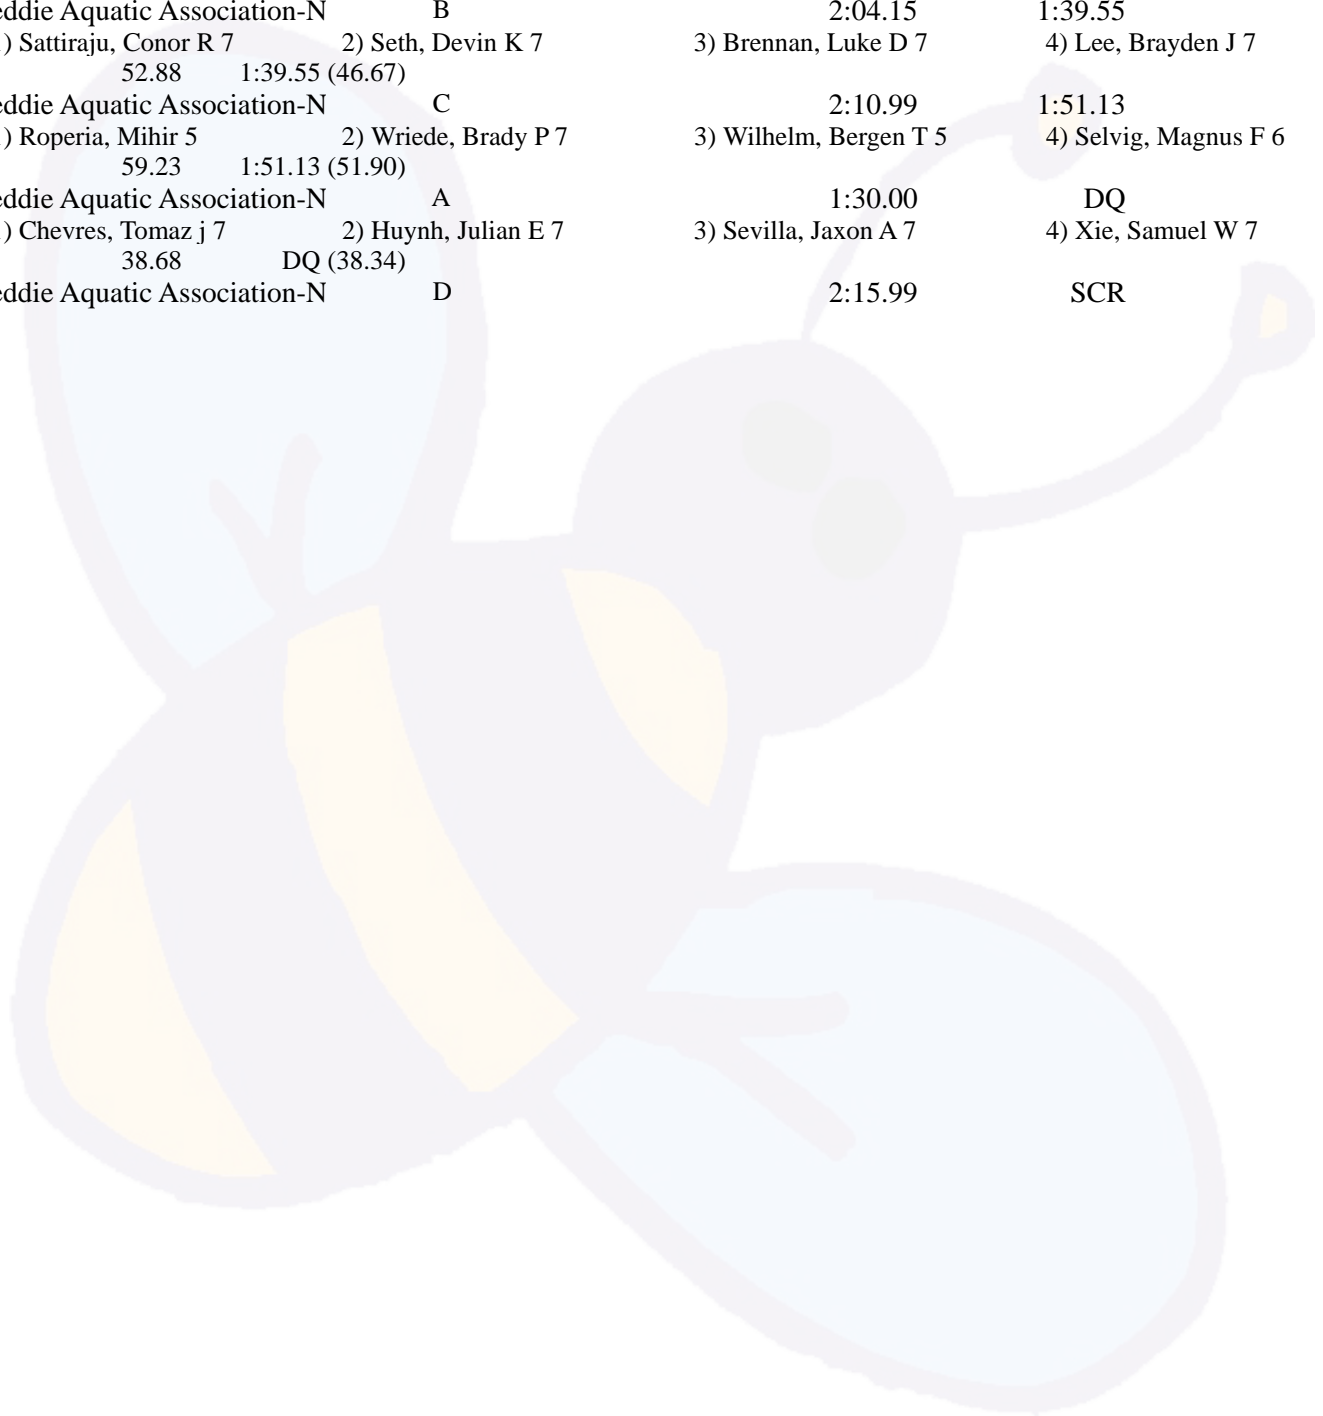 eddie Aquatic Association-N B 2:04.15 1:39.55
) Sattiraju, Conor R 7 2) Seth, Devin K 7 3) Brennan, Luke D 7 4) Lee, Brayden J 7
52.88 1:39.55 (46.67)
eddie Aquatic Association-N C 2:10.99 1:51.13
) Roperia, Mihir 5 2) Wriede, Brady P 7 3) Wilhelm, Bergen T 5 4) Selvig, Magnus F 6
59.23 1:51.13 (51.90)
eddie Aquatic Association-N A 1:30.00 DQ
) Chevres, Tomaz j 7 2) Huynh, Julian E 7 3) Sevilla, Jaxon A 7 4) Xie, Samuel W 7
38.68 DQ (38.34)
eddie Aquatic Association-N D 2:15.99 SCR